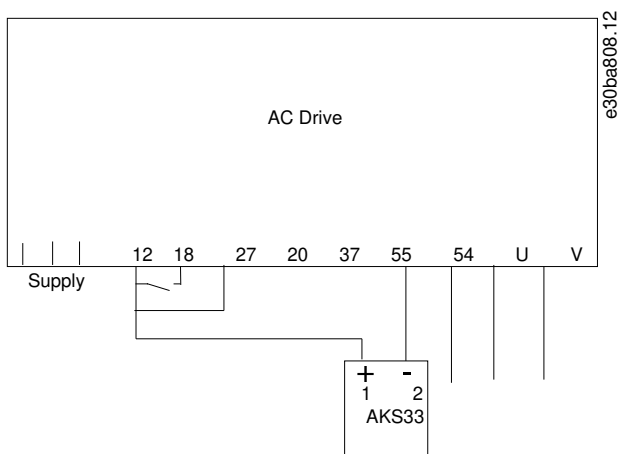 e30ba808.12
AC Drive
12 18 27 20 37 55 54 U V
Supply
+ -
1 2
AKS33